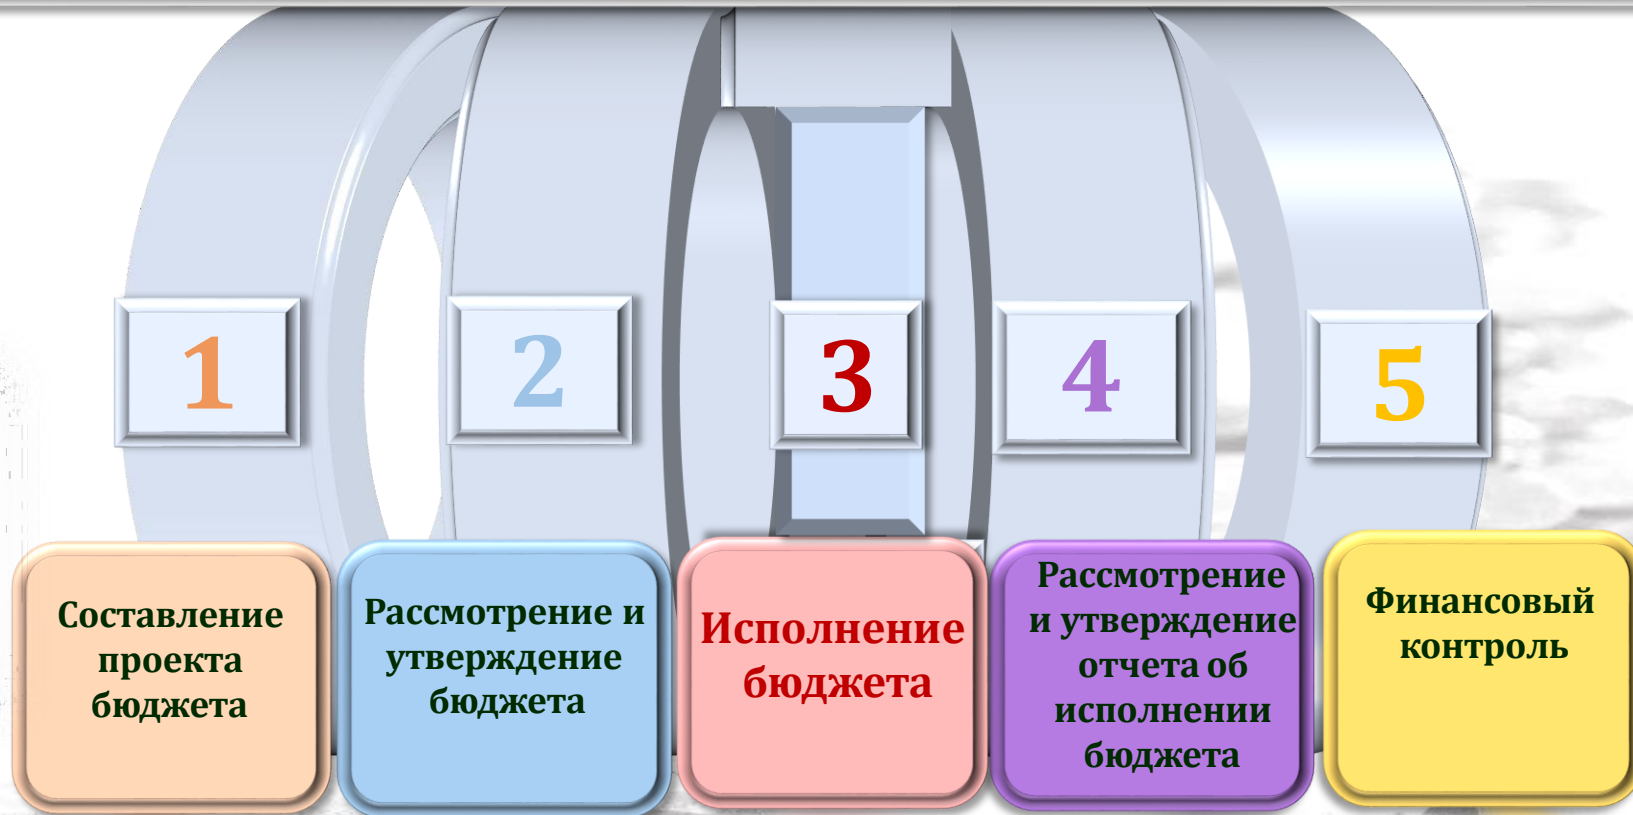 1
2
3
4
5
Составление
проекта
бюджета
Рассмотрение и
утверждение
бюджета
Исполнение
бюджета
Рассмотрение
и утверждение
отчета об
исполнении
бюджета
Финансовый
контроль